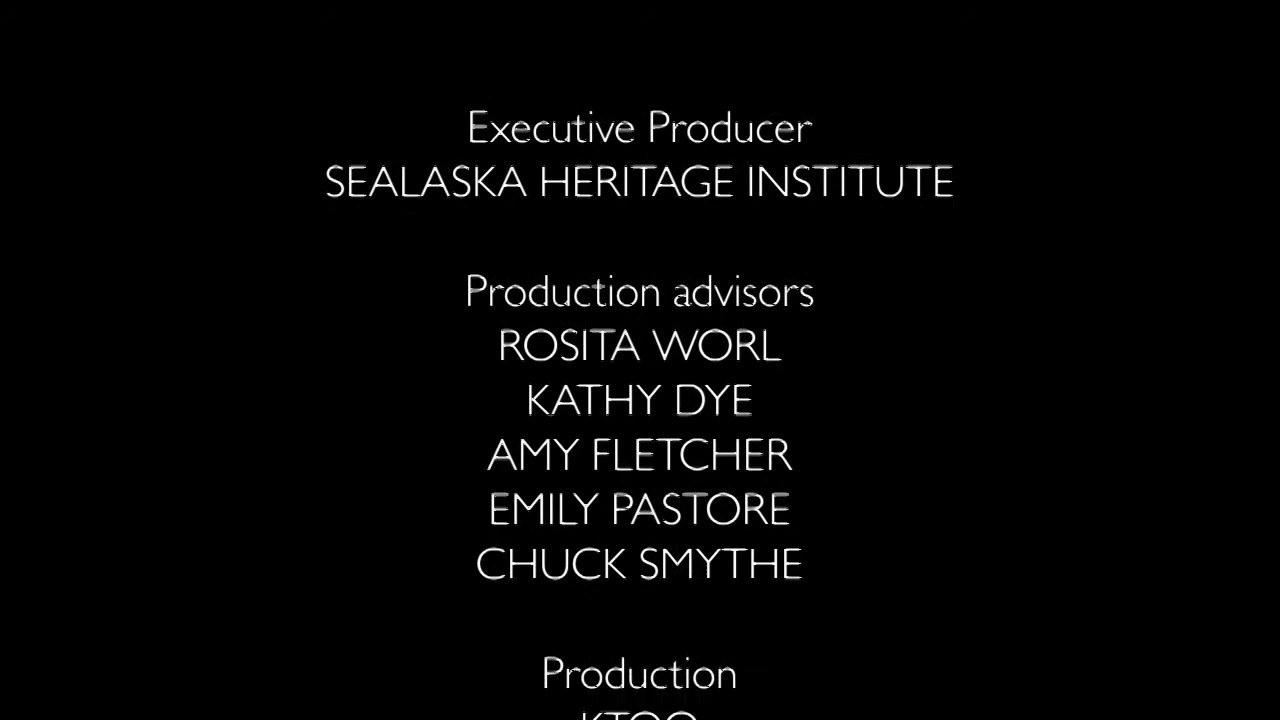 Executive Producer
SEALASKA HERITAGE INSTITUTE
Production advisors
ROSITA WORL
KATHY DYE
AMY FLETCHER
EMILY PASTORE
CHUCK SMYTHE
Production